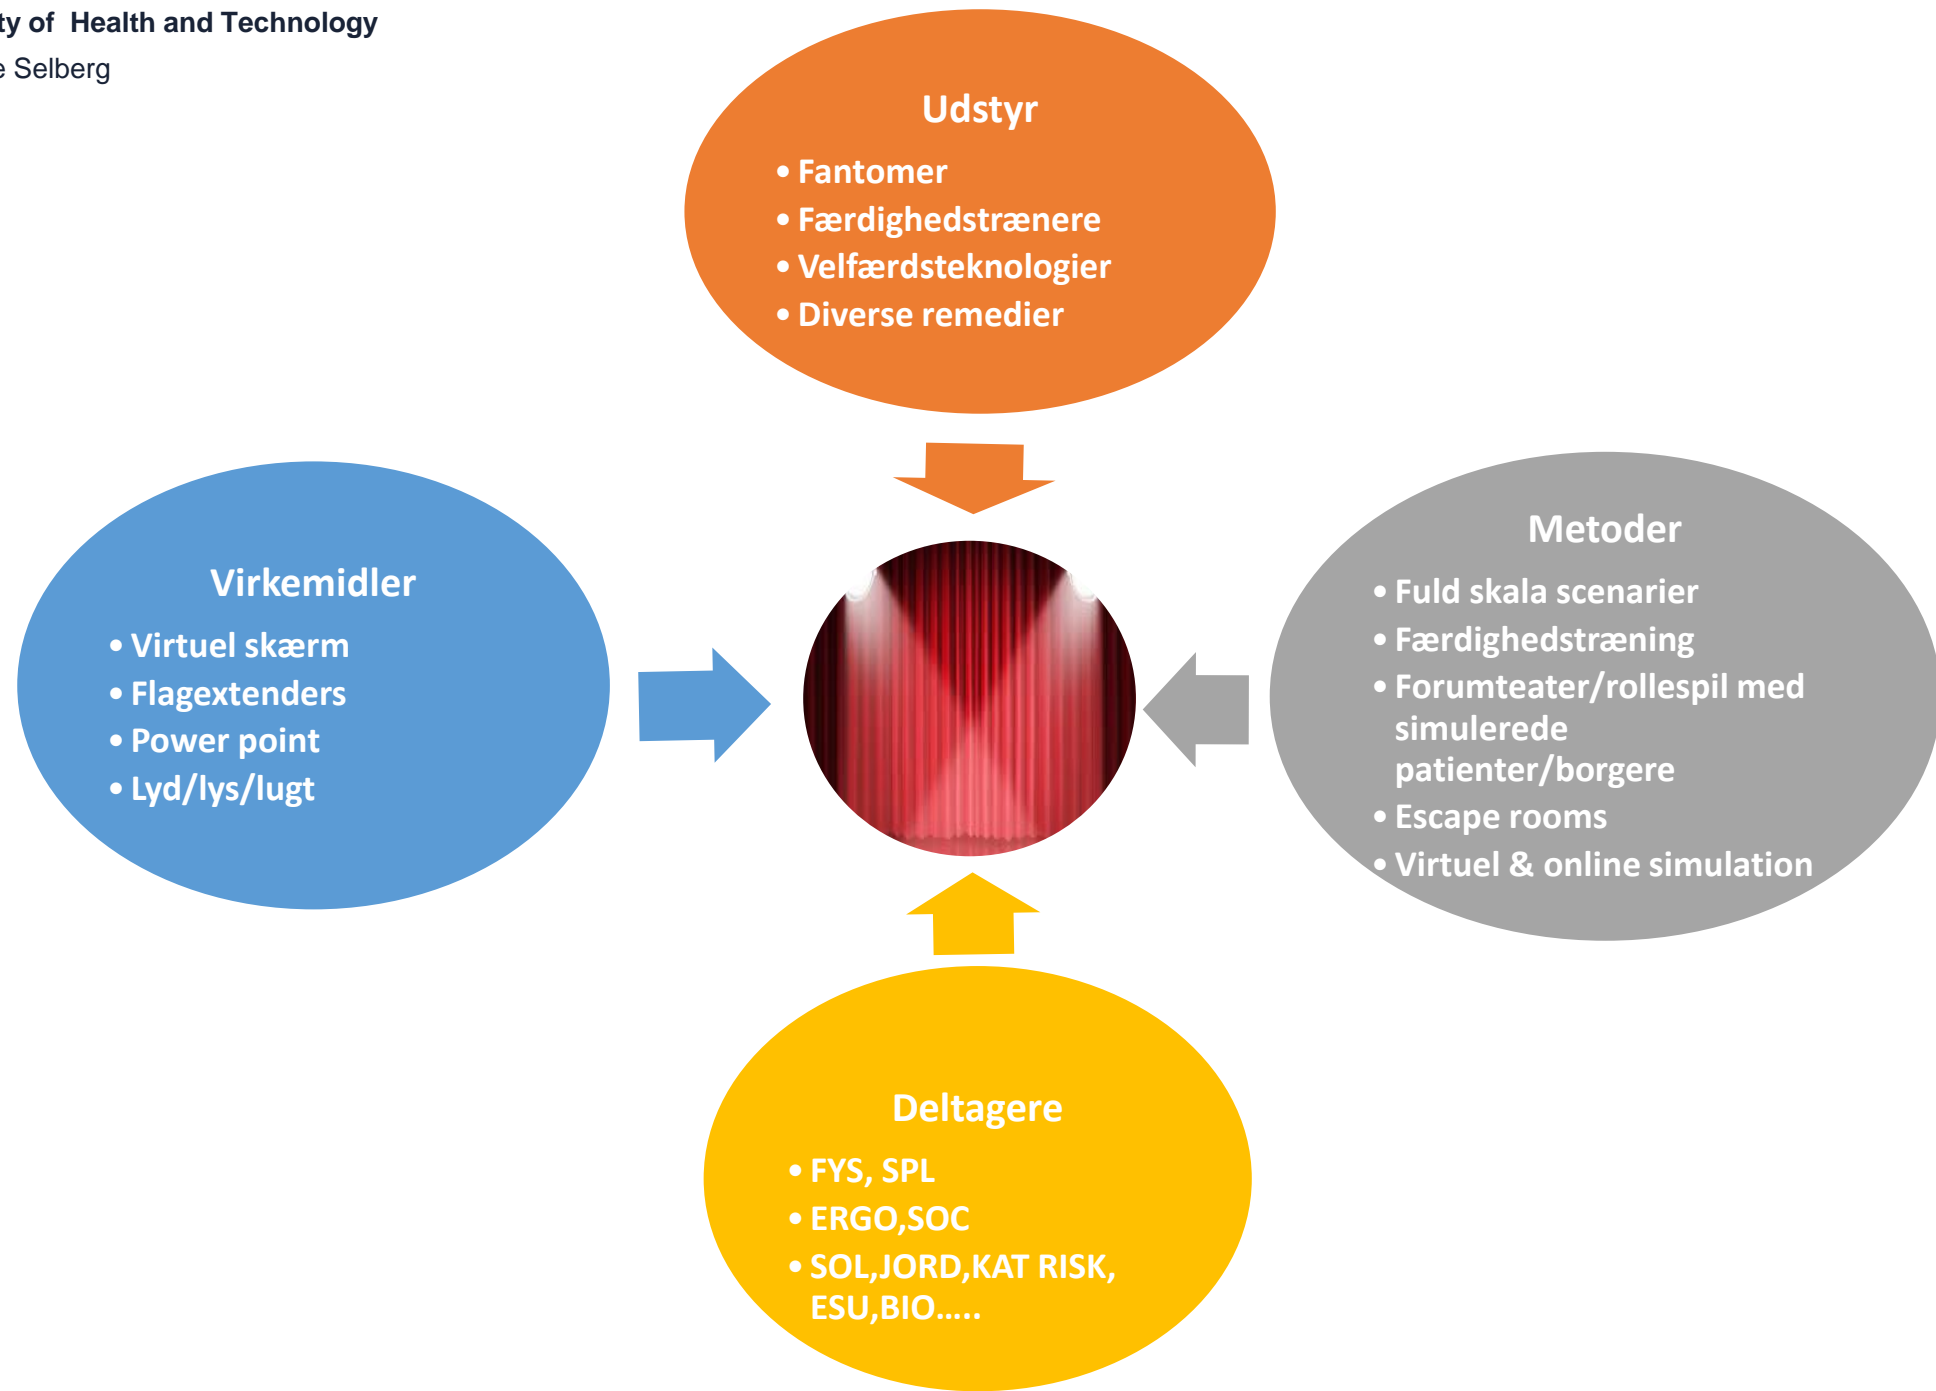 ty of Health and Technology
e Selberg
Udstyr
• Fantomer
• Færdighedstrænere
• Velfærdsteknologier
• Diverse remedier
Virkemidler
• Virtuel skærm
• Flagextenders
• Power point
• Lyd/lys/lugt
Metoder
• Fuld skala scenarier
• Færdighedstræning
• Forumteater/rollespil med
simulerede
patienter/borgere
• Escape rooms
• Virtuel & online simulation
Deltagere
• FYS, SPL
• ERGO,SOC
• SOL,JORD,KAT RISK,
ESU,BIO…..